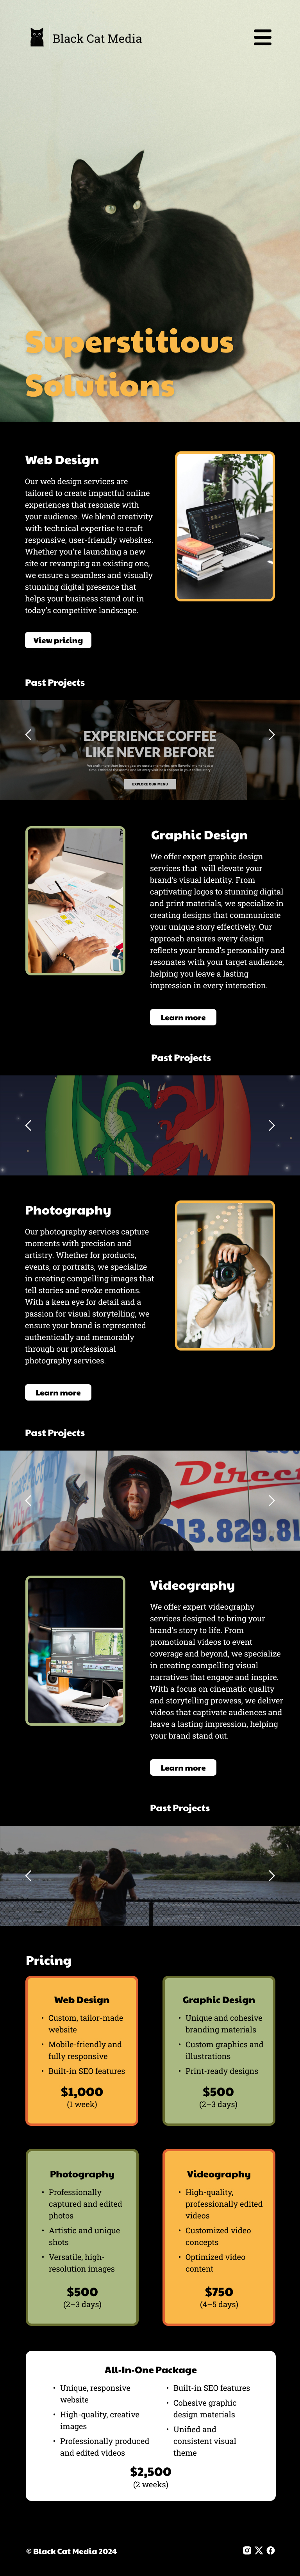 Black Cat Media
Superstitious
Solutions
Web Design
Our web design services are
tailored to create impactful online
experiences that resonate with
your audience. We blend creativity
with technical expertise to craft
responsive, user-friendly websites.
Whether you're launching a new
site or revamping an existing one,
we ensure a seamless and visually
stunning digital presence that
helps your business stand out in
today's competitive landscape.
View pricing
Past Projects
EXPERIENCE COFFEE
LIKE NEVER BEFORE
EXPLORE OUR MENU
Graphic Design
We offer expert graphic design
services that  will elevate your
brand's visual identity. From
captivating logos to stunning digital
and print materials, we specialize in
creating designs that communicate
your unique story effectively. Our
approach ensures every design
reflects your brand's personality and
resonates with your target audience,
helping you leave a lasting
impression in every interaction.
Learn more
Past Projects
Photography
Our photography services capture
moments with precision and
artistry. Whether for products,
events, or portraits, we specialize
in creating compelling images that
tell stories and evoke emotions.
With a keen eye for detail and a
passion for visual storytelling, we
ensure your brand is represented
authentically and memorably
through our professional
photography services.
Learn more
Past Projects
Direct
613.829.81
Videography
We offer expert videography
services designed to bring your
brand's story to life. From
promotional videos to event
coverage and beyond, we specialize
in creating compelling visual
narratives that engage and inspire.
With a focus on cinematic quality
and storytelling prowess, we deliver
videos that captivate audiences and
leave a lasting impression, helping
your brand stand out.
Learn more
Past Projects
Pricing
Web Design
• Custom, tailor-made
website
• Mobile-friendly and
fully responsive
• Built-in SEO features
$1,000
(1 week)
Graphic Design
• Unique and cohesive
branding materials
• Custom graphics and
illustrations
• Print-ready designs
$500
(2–3 days)
Photography
• Professionally
captured and edited
photos
• Artistic and unique
shots
• Versatile, high-
resolution images
$500
(2–3 days)
Videography
• High-quality,
professionally edited
videos
• Customized video
concepts
• Optimized video
content
$750
(4–5 days)
All-In-One Package
• Unique, responsive
website
• High-quality, creative
images
• Professionally produced
and edited videos
• Built-in SEO features
• Cohesive graphic
design materials
• Unified and
consistent visual
theme
$2,500
(2 weeks)
© Black Cat Media 2024